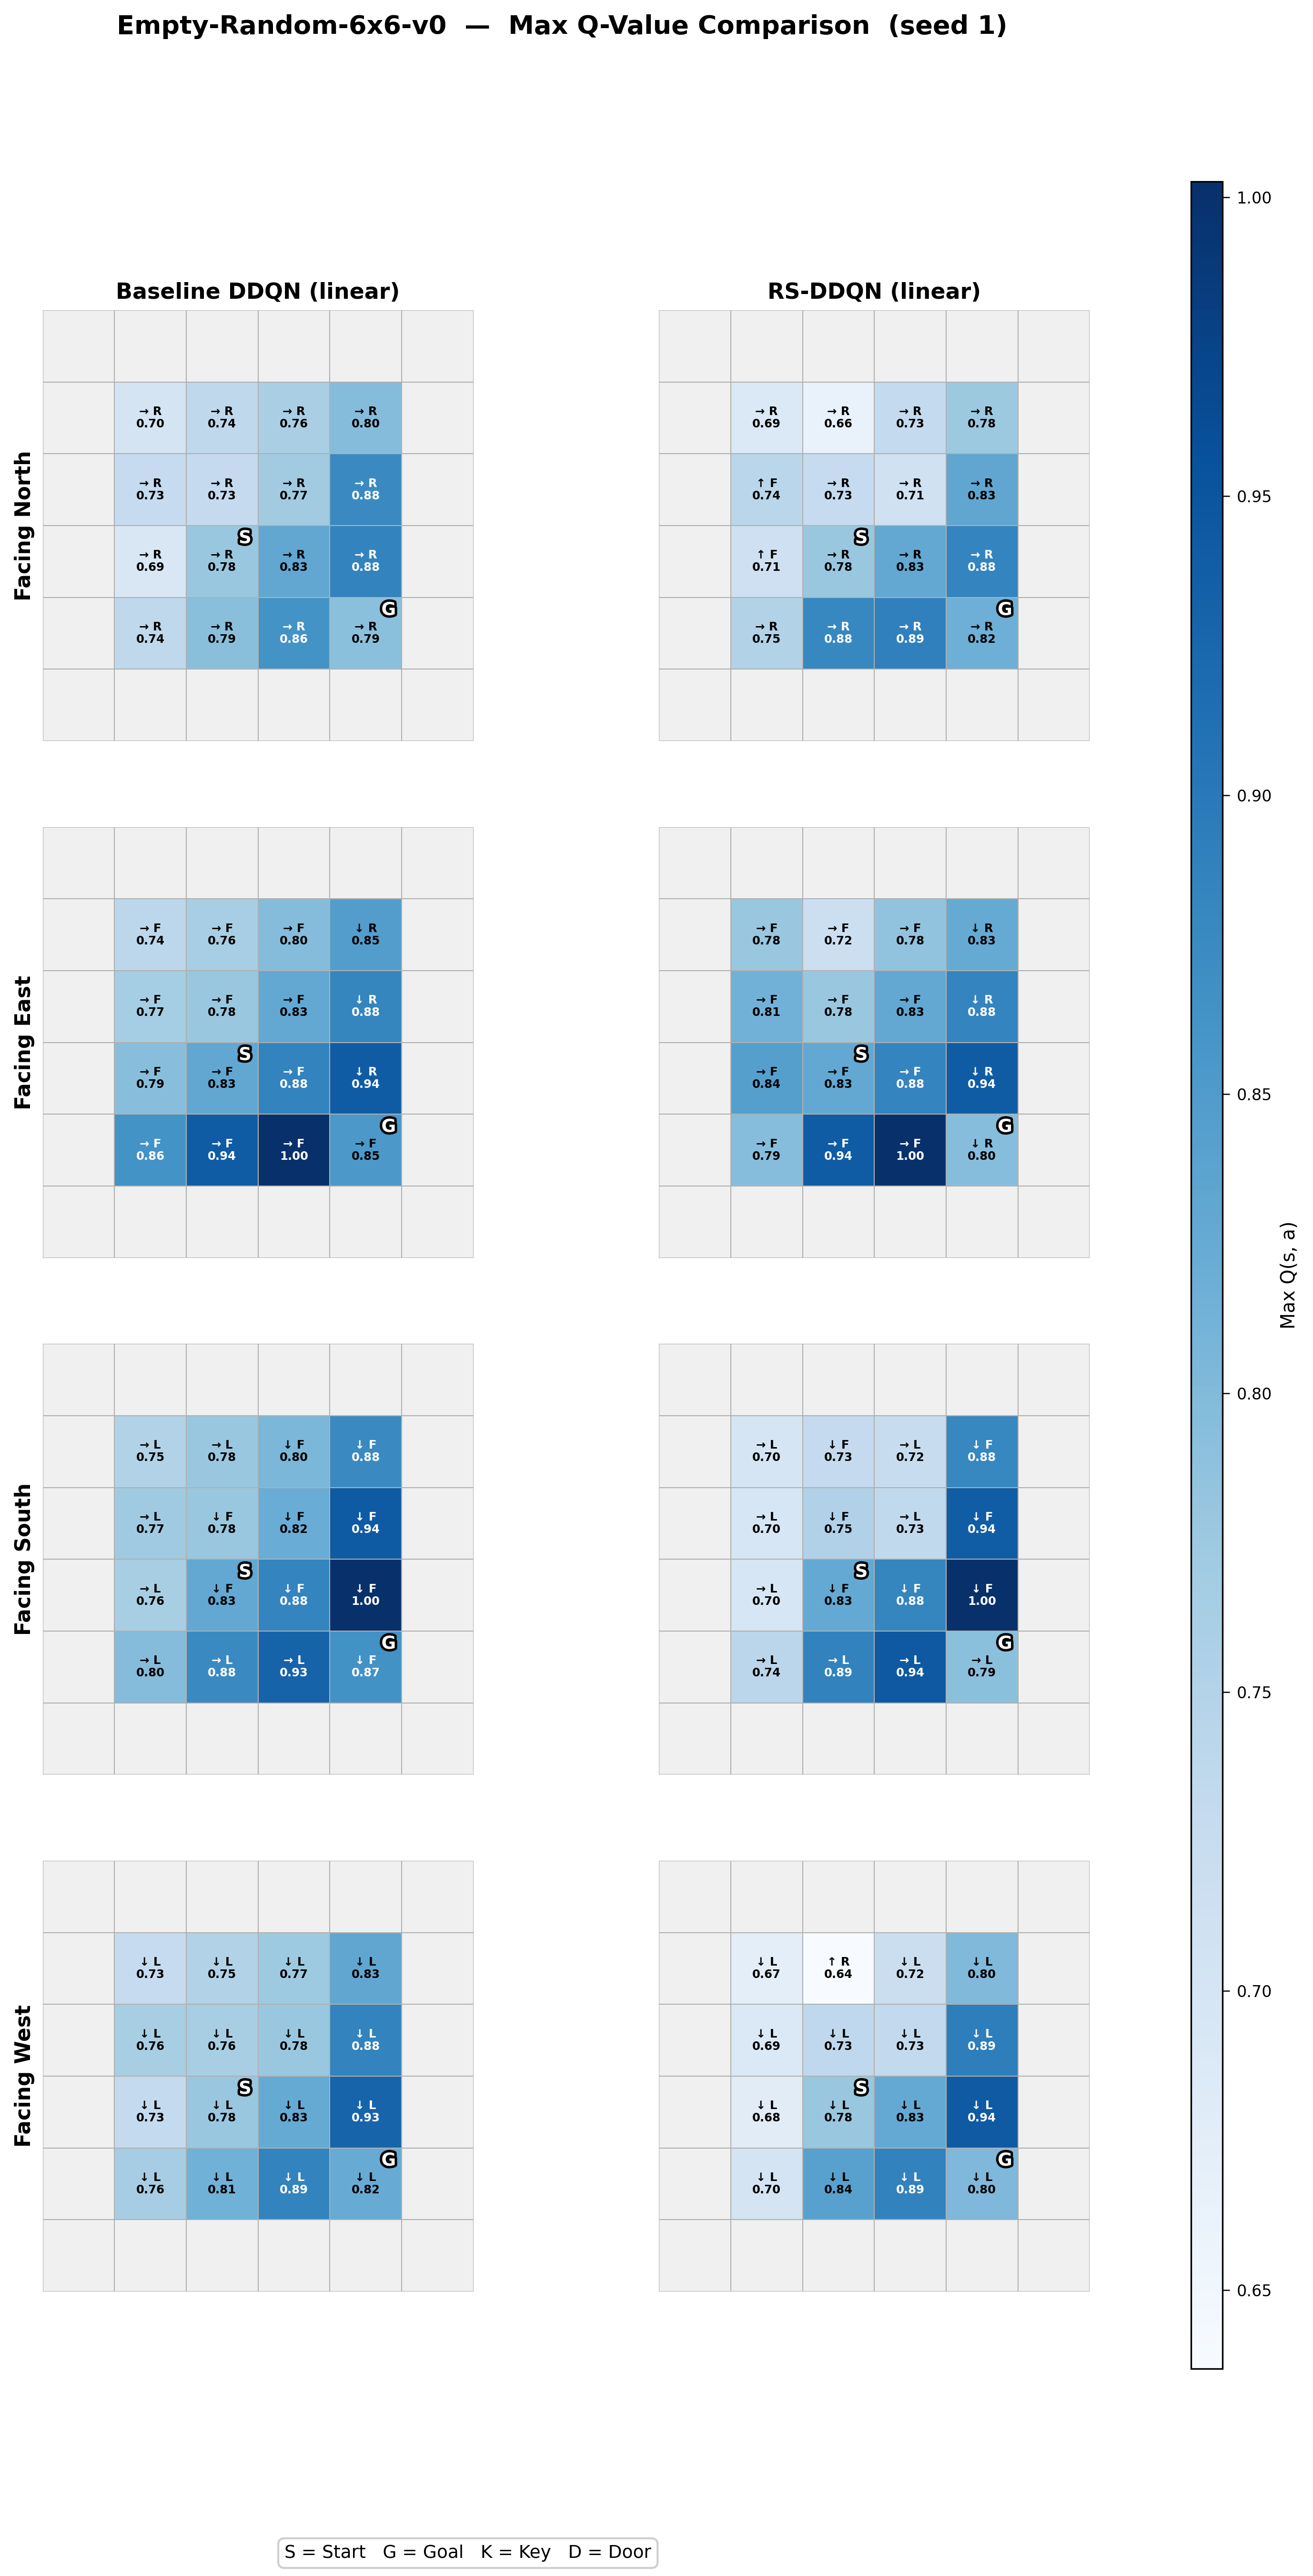 Empty-Random-6x6-v0 — Max Q-Value Comparison (seed 1)
Baseline DDQN (linear)
RS-DDQN (linear)
Facing North
→ R → R → R → R
0.70 0.74 0.76 0.80
→ R → R → R → R
0.73 0.73 0.77 0.88
S
→ R → R → R → R
0.69 0.78 0.83 0.88
G
→ R → R → R → R
0.74 0.79 0.86 0.79
→ R → R → R → R
0.69 0.66 0.73 0.78
↑ F → R → R → R
0.74 0.73 0.71 0.83
S
↑ F → R → R → R
0.71 0.78 0.83 0.88
G
→ R → R → R → R
0.75 0.88 0.89 0.82
Facing East
→ F → F → F ↓ R
0.74 0.76 0.80 0.85
→ F → F → F ↓ R
0.77 0.78 0.83 0.88
S
→ F → F → F ↓ R
0.79 0.83 0.88 0.94
G
→ F → F → F → F
0.86 0.94 1.00 0.85
→ F → F → F ↓ R
0.78 0.72 0.78 0.83
→ F → F → F ↓ R
0.81 0.78 0.83 0.88
S
→ F → F → F ↓ R
0.84 0.83 0.88 0.94
G
→ F → F → F ↓ R
0.79 0.94 1.00 0.80
Facing South
→ L → L ↓ F ↓ F
0.75 0.78 0.80 0.88
→ L ↓ F ↓ F ↓ F
0.77 0.78 0.82 0.94
S
→ L ↓ F ↓ F ↓ F
0.76 0.83 0.88 1.00
G
→ L → L → L ↓ F
0.80 0.88 0.93 0.87
→ L ↓ F → L ↓ F
0.70 0.73 0.72 0.88
→ L ↓ F → L ↓ F
0.70 0.75 0.73 0.94
S
→ L ↓ F ↓ F ↓ F
0.70 0.83 0.88 1.00
G
→ L → L → L → L
0.74 0.89 0.94 0.79
Facing West
↓ L ↓ L ↓ L ↓ L
0.73 0.75 0.77 0.83
↓ L ↓ L ↓ L ↓ L
0.76 0.76 0.78 0.88
S
↓ L ↓ L ↓ L ↓ L
0.73 0.78 0.83 0.93
G
↓ L ↓ L ↓ L ↓ L
0.76 0.81 0.89 0.82
↓ L ↑ R ↓ L ↓ L
0.67 0.64 0.72 0.80
↓ L ↓ L ↓ L ↓ L
0.69 0.73 0.73 0.89
S
↓ L ↓ L ↓ L ↓ L
0.68 0.78 0.83 0.94
G
↓ L ↓ L ↓ L ↓ L
0.70 0.84 0.89 0.80
1.00
0.95
0.90
0.85
0.80
0.75
0.70
0.65
Max Q(s, a)
S = Start G = Goal K = Key D = Door